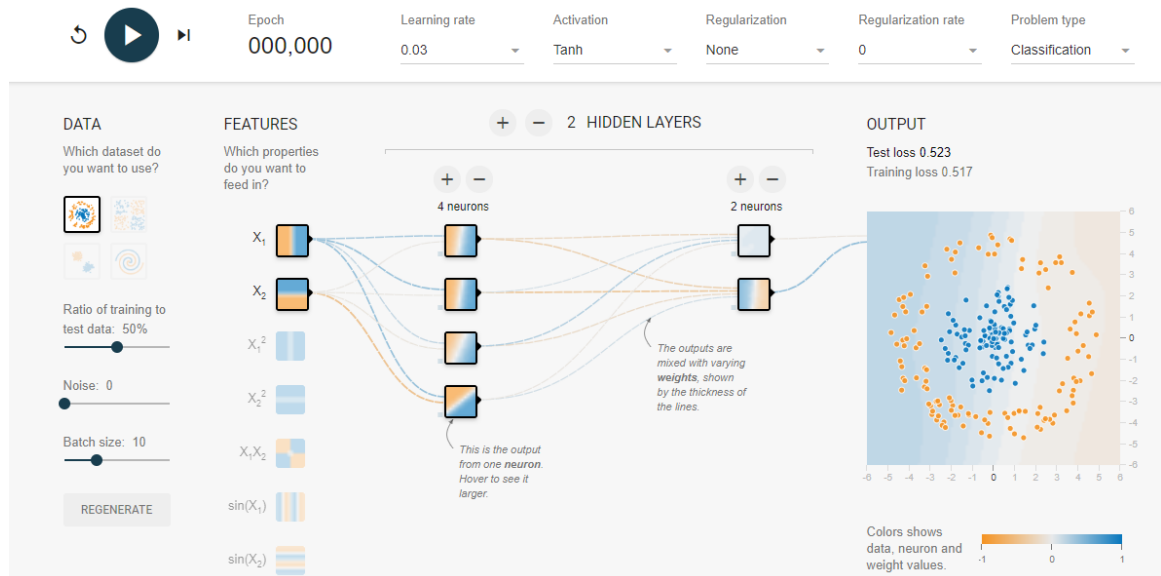 Epoch
000,000
Learning rate
0.03
Activation
Tanh
Regularization
None
Regularization rate
0
Problem type
Classification
DATA
Which dataset do
you want to use?
Ratio of training to
test data: 50%
Noise: 0
Batch size: 10
REGENERATE
FEATURES
Which properties
do you want to
feed in?
X₁
X₂
X₁²
X₂²
X₁X₂
sin(X₁)
sin(X₂)
+ − 2 HIDDEN LAYERS
+ −
4 neurons
+ −
2 neurons
This is the output
from one neuron.
Hover to see it
larger.
The outputs are
mixed with varying
weights, shown
by the thickness of
the lines.
OUTPUT
Test loss 0.523
Training loss 0.517
6
5
4
3
2
1
0
-1
-2
-3
-4
-5
-6
-6 -5 -4 -3 -2 -1 0 1 2 3 4 5 6
Colors shows
data, neuron and
weight values.
-1 0 1